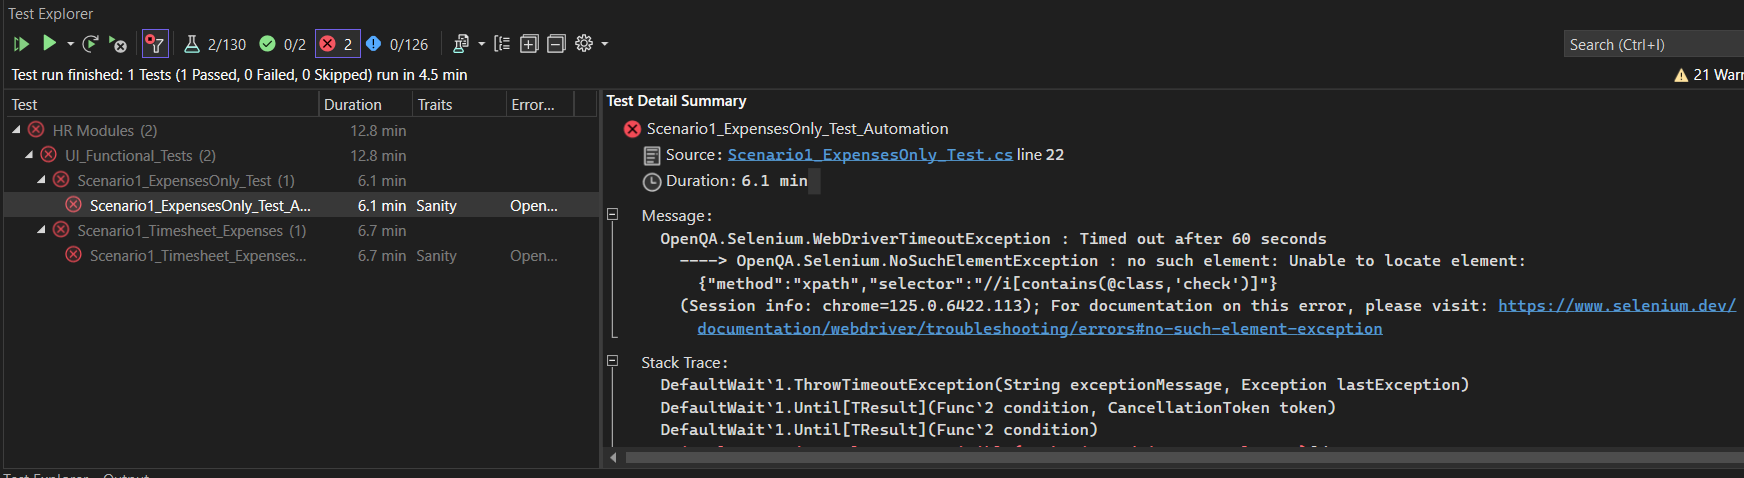 Test Explorer
2/130 0/2 2 0/126 Search (Ctrl+I)
Test run finished: 1 Tests (1 Passed, 0 Failed, 0 Skipped) run in 4.5 min
21 Warn
Test Duration Traits Error...
HR Modules (2) 12.8 min
UI_Functional_Tests (2) 12.8 min
Scenario1_ExpensesOnly_Test (1) 6.1 min
Scenario1_ExpensesOnly_Test_A... 6.1 min Sanity Open...
Scenario1_Timesheet_Expenses (1) 6.7 min
Scenario1_Timesheet_Expenses... 6.7 min Sanity Open...
Test Detail Summary
Scenario1_ExpensesOnly_Test_Automation
Source: Scenario1_ExpensesOnly_Test.cs line 22
Duration: 6.1 min
Message:
OpenQA.Selenium.WebDriverTimeoutException : Timed out after 60 seconds
----> OpenQA.Selenium.NoSuchElementException : no such element: Unable to locate element:
{"method":"xpath","selector":"//i[contains(@class,'check')]"}
(Session info: chrome=125.0.6422.113); For documentation on this error, please visit: https://www.selenium.dev/
documentation/webdriver/troubleshooting/errors#no-such-element-exception
Stack Trace:
DefaultWait`1.ThrowTimeoutException(String exceptionMessage, Exception lastException)
DefaultWait`1.Until[TResult](Func`2 condition, CancellationToken token)
DefaultWait`1.Until[TResult](Func`2 condition)
Test Explorer Output